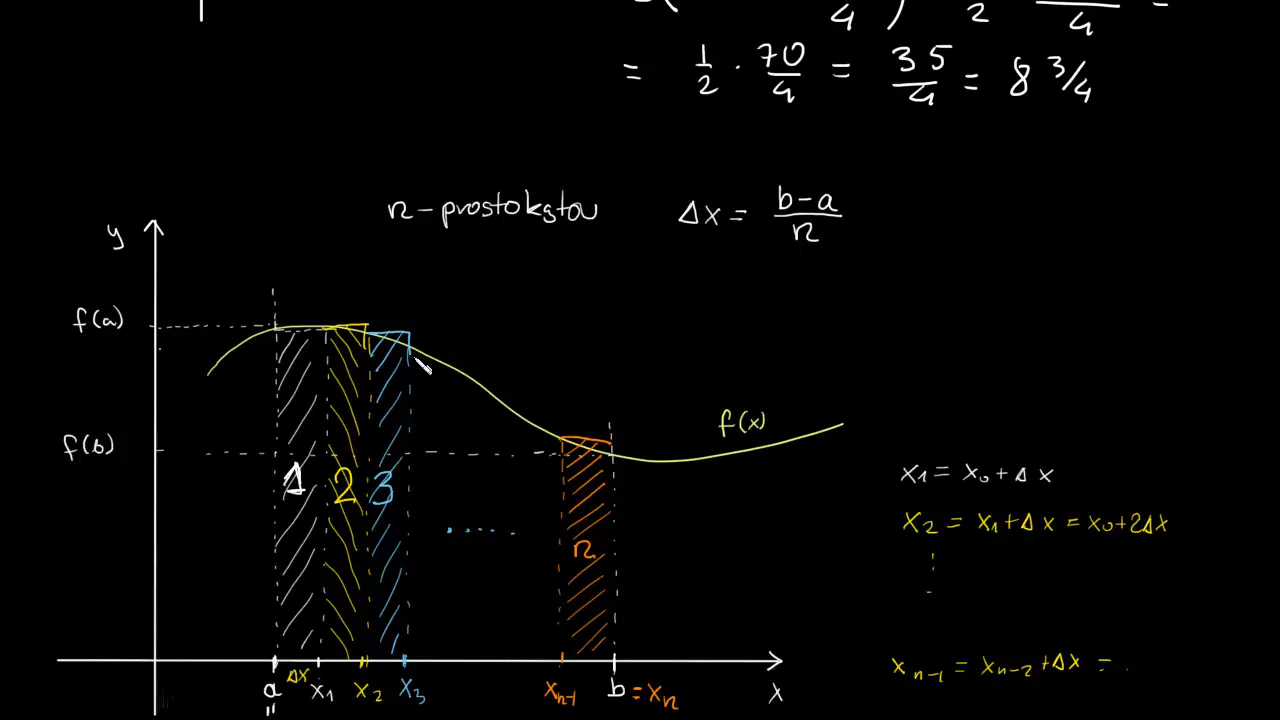 = 1/2 · 70/4 = 35/4 = 8 3/4
n - prostokątow Δx = b-a/n
y
f(a)
f(b)
f(x)
1 2 3 ..... n
x₁ = x₀ + Δx
x₂ = x₁ + Δx = x₀ + 2Δx
xₙ₋₁ = xₙ₋₂ + Δx = .
a Δx x₁ x₂ x₃ xₙ₋₁ b = xₙ x